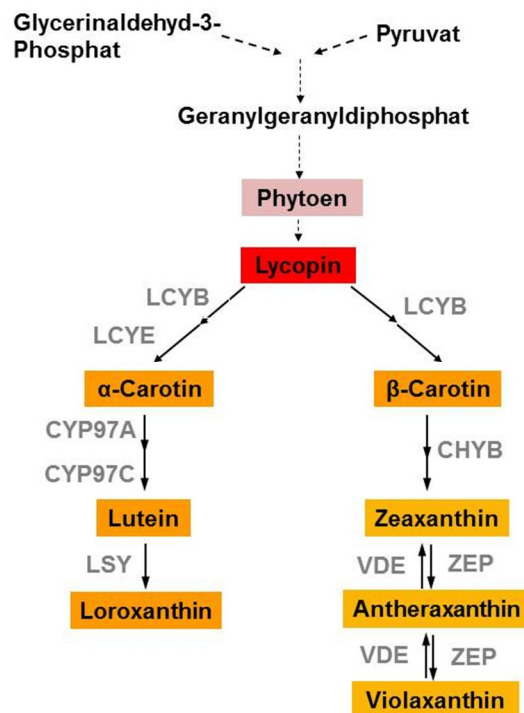 Glycerinaldehyd-3-
Phosphat
Pyruvat
Geranylgeranyldiphosphat
Phytoen
Lycopin
LCYB
LCYB
LCYE
α-Carotin
β-Carotin
CYP97A
CHYB
CYP97C
Lutein
Zeaxanthin
LSY
VDE
ZEP
Loroxanthin
Antheraxanthin
VDE
ZEP
Violaxanthin